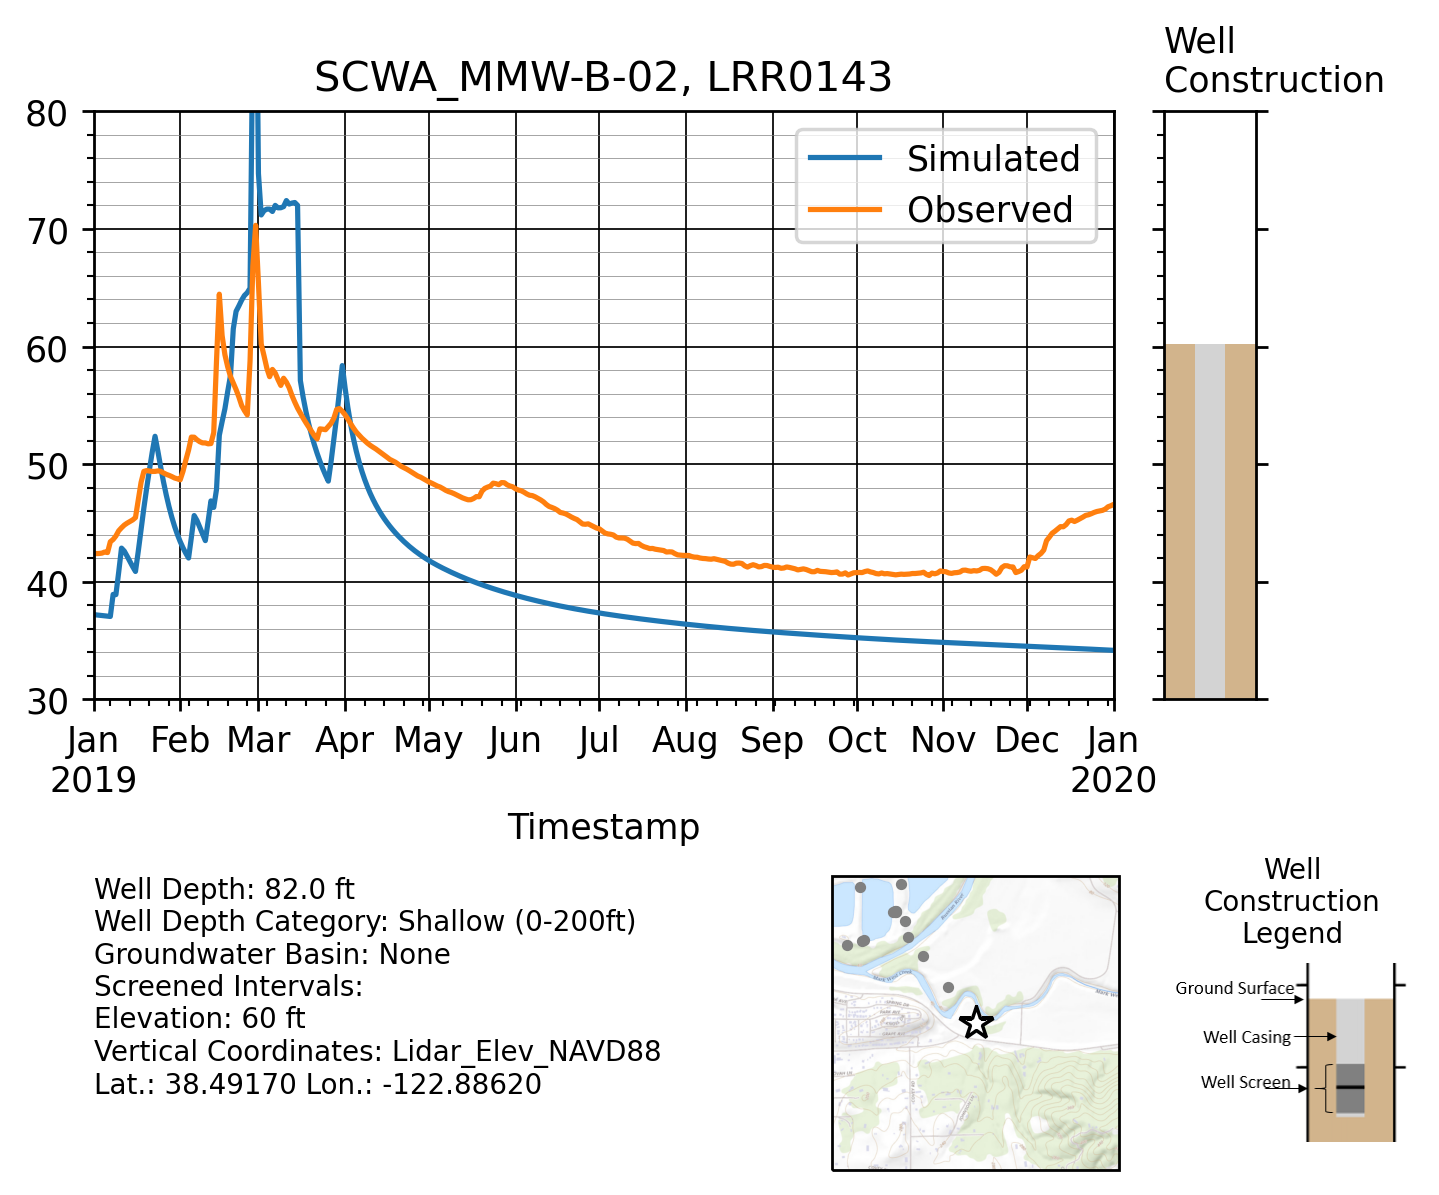 Well
Construction
SCWA_MMW-B-02, LRR0143
80
70
60
50
40
30
Simulated
Observed
Jan
2019
Feb
Mar
Apr
May
Jun
Jul
Aug
Sep
Oct
Nov
Dec
Jan
2020
Timestamp
Well Depth: 82.0 ft
Well Depth Category: Shallow (0-200ft)
Groundwater Basin: None
Screened Intervals:
Elevation: 60 ft
Vertical Coordinates: Lidar_Elev_NAVD88
Lat.: 38.49170 Lon.: -122.88620
Well
Construction
Legend
Ground Surface
Well Casing
Well Screen